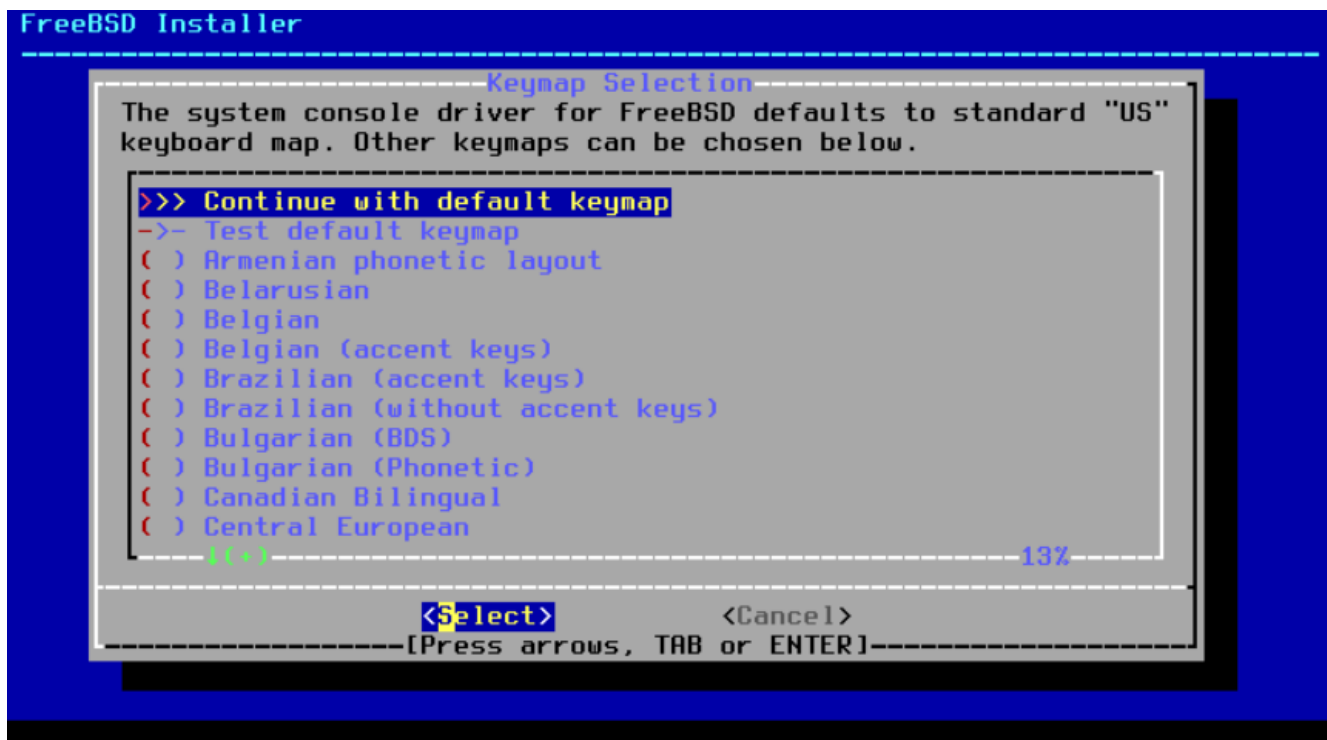 FreeBSD Installer
Keymap Selection
The system console driver for FreeBSD defaults to standard "US"
keyboard map. Other keymaps can be chosen below.
>>> Continue with default keymap
->- Test default keymap
( ) Armenian phonetic layout
( ) Belarusian
( ) Belgian
( ) Belgian (accent keys)
( ) Brazilian (accent keys)
( ) Brazilian (without accent keys)
( ) Bulgarian (BDS)
( ) Bulgarian (Phonetic)
( ) Canadian Bilingual
( ) Central European
↓(+) 13%
<Select> <Cancel>
[Press arrows, TAB or ENTER]